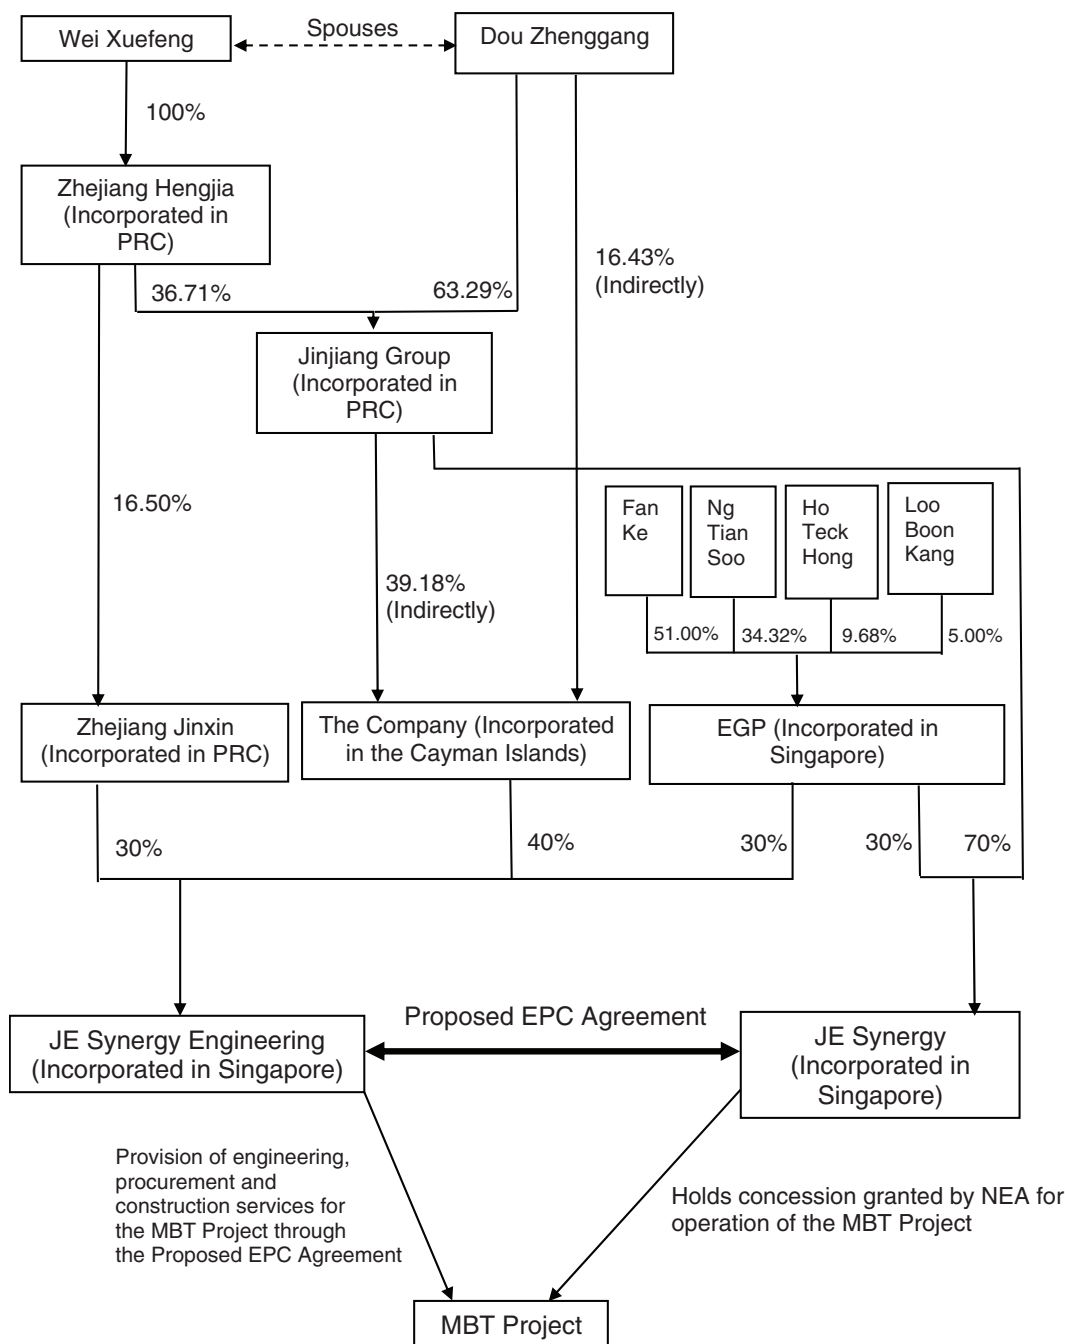 Wei Xuefeng
Spouses
Dou Zhenggang
100%
Zhejiang Hengjia
(Incorporated in
PRC)
16.43%
(Indirectly)
36.71%
63.29%
Jinjiang Group
(Incorporated in
PRC)
16.50%
Fan
Ke
Ng
Tian
Soo
Ho
Teck
Hong
Loo
Boon
Kang
39.18%
(Indirectly)
51.00%
34.32%
9.68%
5.00%
Zhejiang Jinxin
(Incorporated in PRC)
The Company (Incorporated
in the Cayman Islands)
EGP (Incorporated in
Singapore)
30%
40%
30%
30%
70%
Proposed EPC Agreement
JE Synergy Engineering
(Incorporated in Singapore)
JE Synergy
(Incorporated in
Singapore)
Provision of engineering,
procurement and
construction services for
the MBT Project through
the Proposed EPC Agreement
Holds concession granted by NEA for
operation of the MBT Project
MBT Project